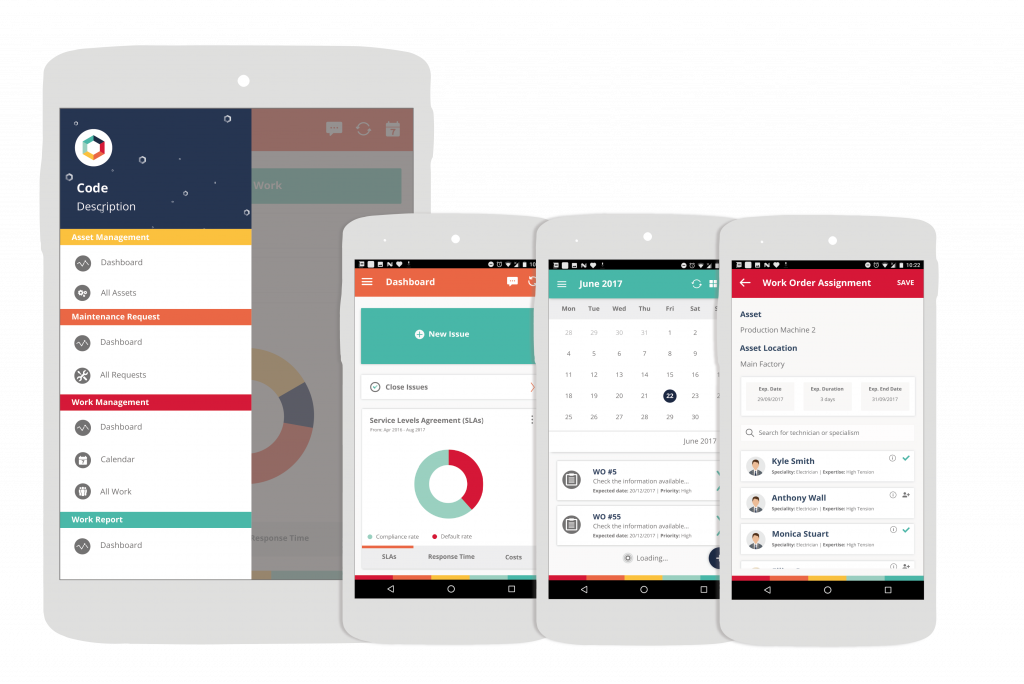 Code
Description
Work
Asset Management
Dashboard
All Assets
Maintenance Request
Dashboard
All Requests
Work Management
Dashboard
Calendar
All Work
Work Report
Dashboard
Response Time
10
Dashboard
New Issue
Close Issues
Service Levels Agreement (SLAs)
From: Apr 2016 - Aug 2017
Compliance rate Default rate
SLAs Response Time Costs
June 2017
Mon Tue Wed Thu Fri Sat S
28 29 30 31 1 2
4 5 6 7 8 9
11 12 13 14 15 16
18 19 20 21 22 23 2
25 26 27 28 29 30
June 2017
WO #5
Check the information available...
Expected date: 20/12/2017 | Priority: High
WO #55
Check the information available...
Expected date: 20/12/2017 | Priority: High
Loading...
10:22
Work Order Assignment SAVE
Asset
Production Machine 2
Asset Location
Main Factory
Exp. Date Exp. Duration Exp. End Date
29/09/2017 3 days 31/09/2017
Search for technician or specialism
Kyle Smith
Speciality: Electrician | Expertise: High Tension
Anthony Wall
Speciality: Electrician | Expertise: High Tension
Monica Stuart
Speciality: Electrician | Expertise: High Tension